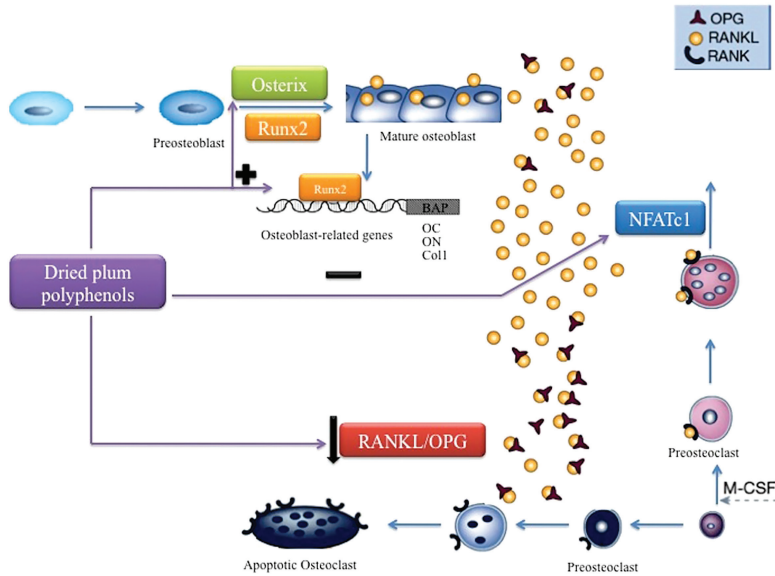 OPG
RANKL
RANK
Osterix
Preosteoblast
Runx2
Mature osteoblast
Runx2
BAP
Osteoblast-related genes
OC
ON
Col1
NFATc1
Dried plum
polyphenols
RANKL/OPG
Preosteoclast
M-CSF
Apoptotic Osteoclast
Preosteoclast